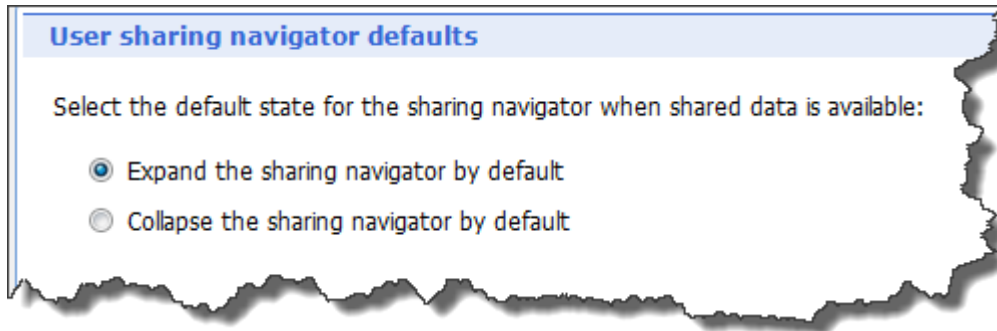 User sharing navigator defaults
Select the default state for the sharing navigator when shared data is available:
Expand the sharing navigator by default
Collapse the sharing navigator by default